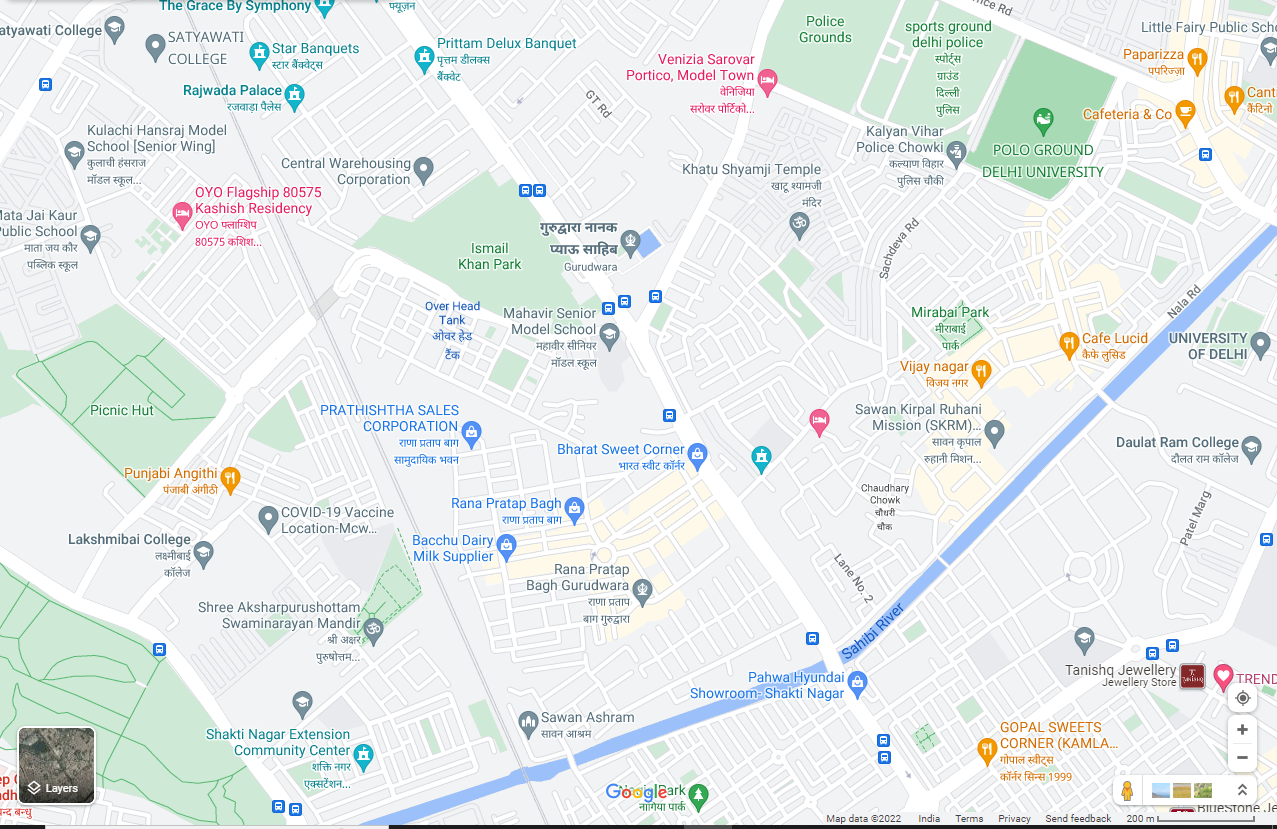 The Grace By Symphony
फ्यूज़न
atyawati College
SATYAWATI
COLLEGE
Star Banquets
स्टार बैंक्वेट्स
Prittam Delux Banquet
पृत्तम डीलक्स
बैंक्वेट
Rajwada Palace
रजवाड़ा पैलेस
GT Rd
Venizia Sarovar
Portico, Model Town
वेनिज़िया
सरोवर पोर्टिको...
Police
Grounds
sports ground
delhi police
स्पोर्ट्स
ग्राउंड
दिल्ली
पुलिस
fice Rd
Little Fairy Public Scho
Paparizza
पपरिज़्ज़ा
Cafeteria & Co
Canti
कैंटिनो
Kulachi Hansraj Model
School [Senior Wing]
कुलाची हंसराज
मॉडल स्कूल...
Central Warehousing
Corporation
Kalyan Vihar
Police Chowki
कल्याण विहार
पुलिस चौकी
POLO GROUND
DELHI UNIVERSITY
OYO Flagship 80575
Kashish Residency
OYO फ्लाग्शिप
80575 कशिश...
Khatu Shyamji Temple
खाटू श्यामजी
मंदिर
Mata Jai Kaur
Public School
माता जय कौर
पब्लिक स्कूल
Ismail
Khan Park
गुरुद्वारा नानक
प्याऊ साहिब
Gurudwara
Sachdeva Rd
Nala Rd
Over Head
Tank
ओवर हेड
टैंक
Mahavir Senior
Model School
महावीर सीनियर
मॉडल स्कूल
Mirabai Park
मीराबाई
पार्क
Cafe Lucid
कैफे लुसिड
UNIVERSITY
OF DELHI
Vijay nagar
विजय नगर
Picnic Hut
PRATHISHTHA SALES
CORPORATION
राणा प्रताप बाग
सामुदायिक भवन
Sawan Kirpal Ruhani
Mission (SKRM)...
सावन कृपाल
रुहानी मिशन...
Bharat Sweet Corner
भारत स्वीट कॉर्नर
Daulat Ram College
दौलत राम कॉलेज
Punjabi Angithi
पंजाबी अंगीठी
Rana Pratap Bagh
राणा प्रताप बाग
Chaudhary
Chowk
चौधरी
चौक
COVID-19 Vaccine
Location-Mcw...
Patel Marg
Lakshmibai College
लक्ष्मीबाई
कॉलेज
Bacchu Dairy
Milk Supplier
Lane No. 2
Rana Pratap
Bagh Gurudwara
राणा प्रताप
बाग गुरुद्वारा
Shree Aksharpurushottam
Swaminarayan Mandir
श्री अक्षर
पुरुषोत्तम...
Sahibi River
Tanishq Jewellery
Jewellery Store
TREND
Pahwa Hyundai
Showroom- Shakti Nagar
Sawan Ashram
सावन आश्रम
Shakti Nagar Extension
Community Center
शक्ति नगर
एक्सटेंशन...
GOPAL SWEETS
CORNER (KAMLA...
गोपाल स्वीट्स
कॉर्नर सिन्स 1999
Layers
Google
Park
नागिया पार्क
BlueStone Je
Map data ©2022
India
Terms
Privacy
Send feedback
200 m